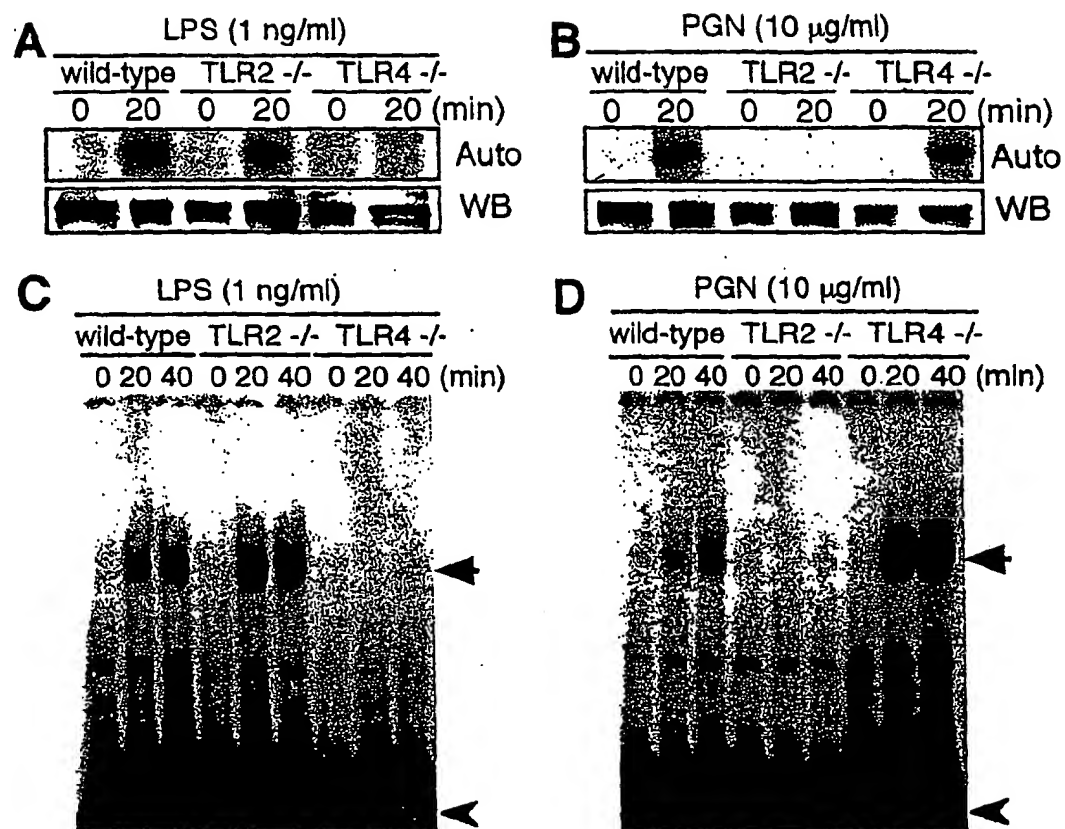 A
LPS (1 ng/ml)
wild-type TLR2 -/- TLR4 -/-
0 20 0 20 0 20 (min)
Auto
WB
B
PGN (10 µg/ml)
wild-type TLR2 -/- TLR4 -/-
0 20 0 20 0 20 (min)
Auto
WB
C
LPS (1 ng/ml)
wild-type TLR2 -/- TLR4 -/-
0 20 40 0 20 40 0 20 40 (min)
D
PGN (10 µg/ml)
wild-type TLR2 -/- TLR4 -/-
0 20 40 0 20 40 0 20 40 (min)